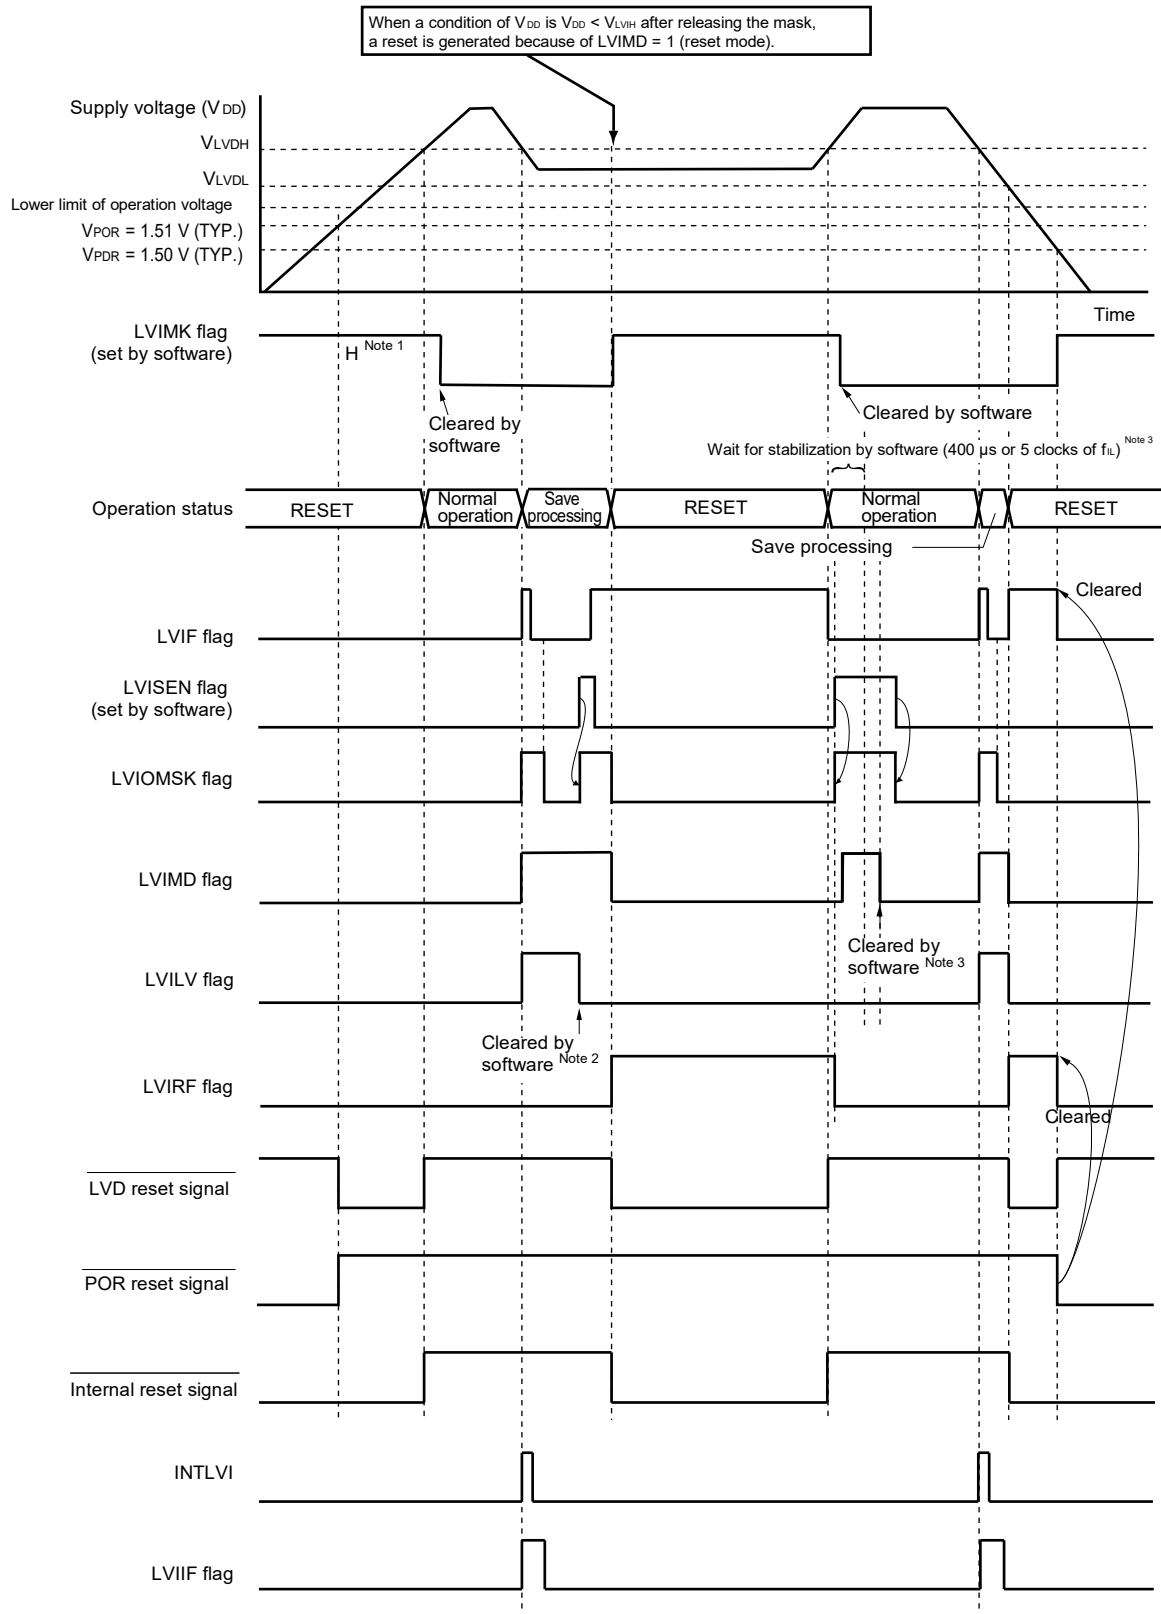 When a condition of VDD is VDD < VLVIH after releasing the mask,
a reset is generated because of LVIMD = 1 (reset mode).
Supply voltage (VDD)
VLVDH
VLVDL
Lower limit of operation voltage
VPOR = 1.51 V (TYP.)
VPDR = 1.50 V (TYP.)
Time
LVIMK flag
(set by software)
H Note 1
Cleared by
software
Cleared by software
Wait for stabilization by software (400 μs or 5 clocks of fIL) Note 3
Operation status
RESET
Normal
operation
Save
processing
RESET
Normal
operation
RESET
Save processing
LVIF flag
Cleared
LVISEN flag
(set by software)
LVIOMSK flag
LVIMD flag
Cleared by
software Note 3
LVILV flag
Cleared by
software Note 2
LVIRF flag
Cleared
LVD reset signal
POR reset signal
Internal reset signal
INTLVI
LVIIF flag